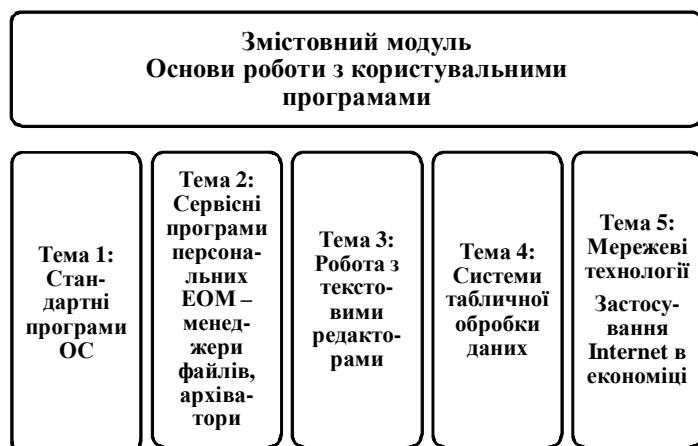 Змістовний модуль
Основи роботи з користувальними
програмами
Тема 1:
Стан-
дартні
програми
ОС
Тема 2:
Сервісні
програми
персона-
льних
ЕОМ –
менед-
жери
файлів,
архіва-
тори
Тема 3:
Робота з
тексто-
вими
редакто-
рами
Тема 4:
Системи
табличної
обробки
даних
Тема 5:
Мережеві
технології
Застосу-
вання
Internet в
економіці